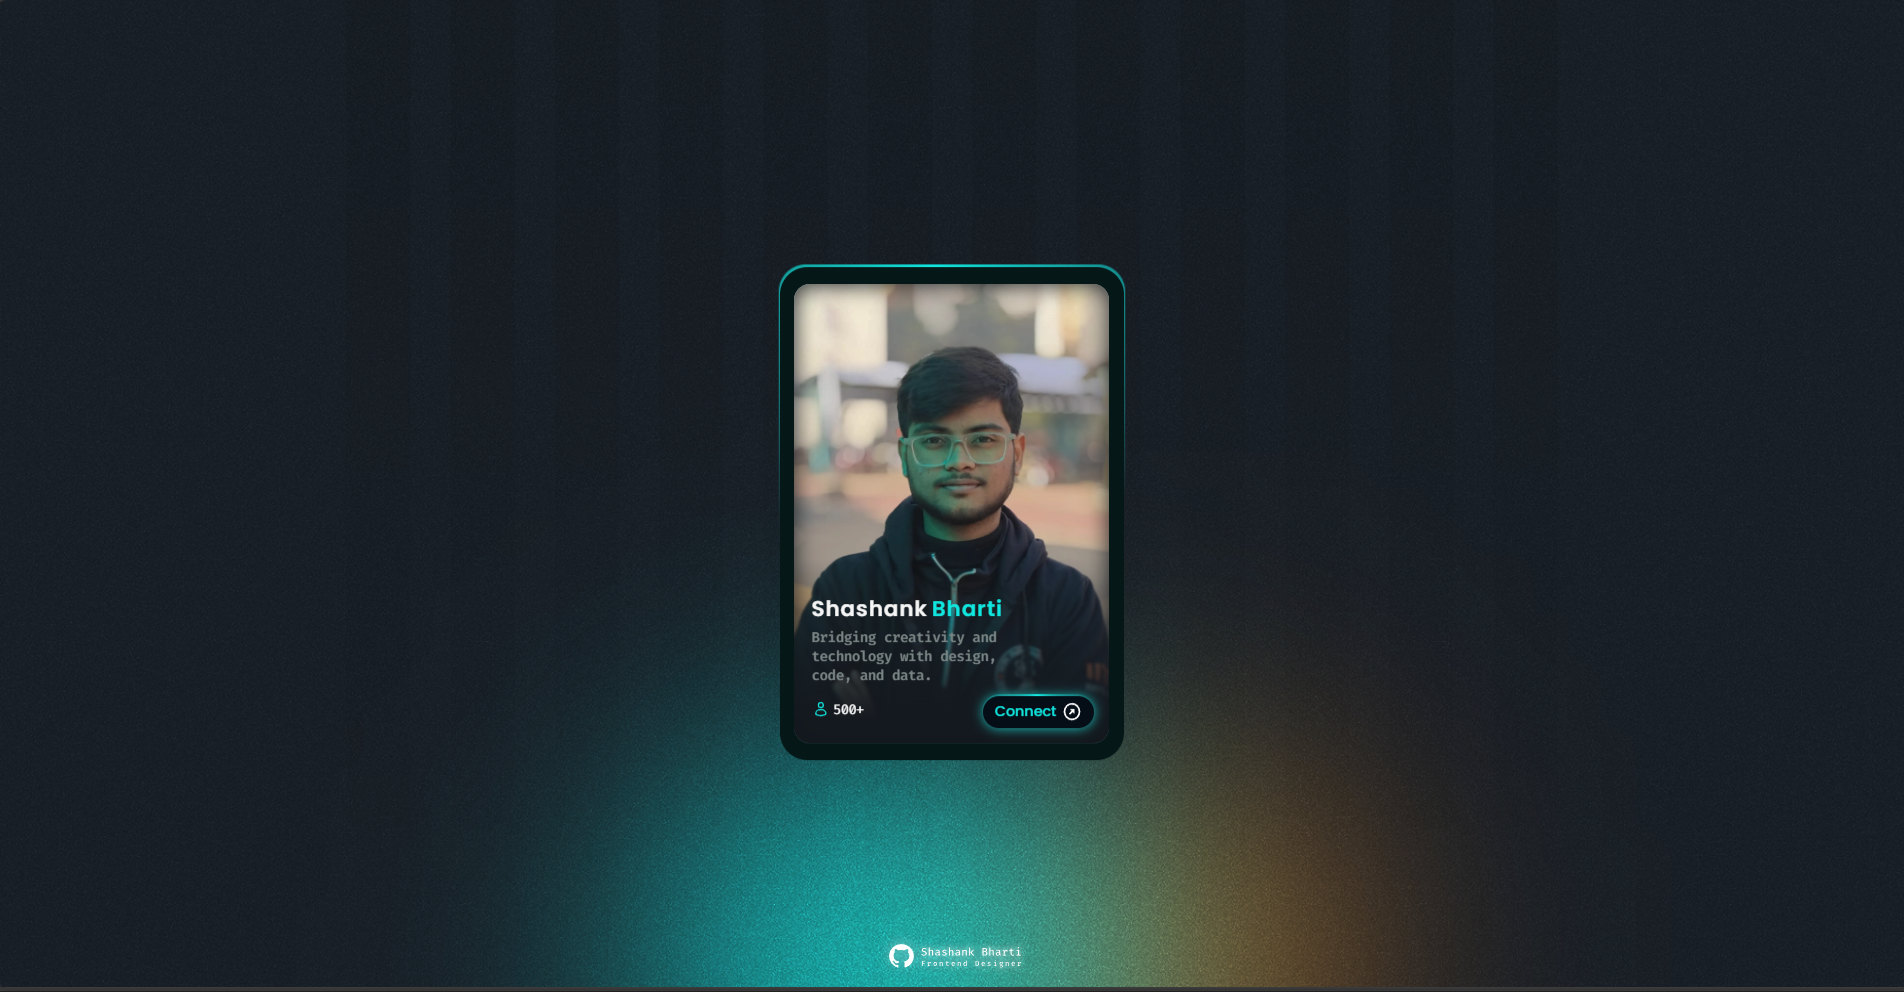 Shashank Bharti
Bridging creativity and
technology with design,
code, and data.
500+
Connect
Shashank Bharti
Frontend Designer